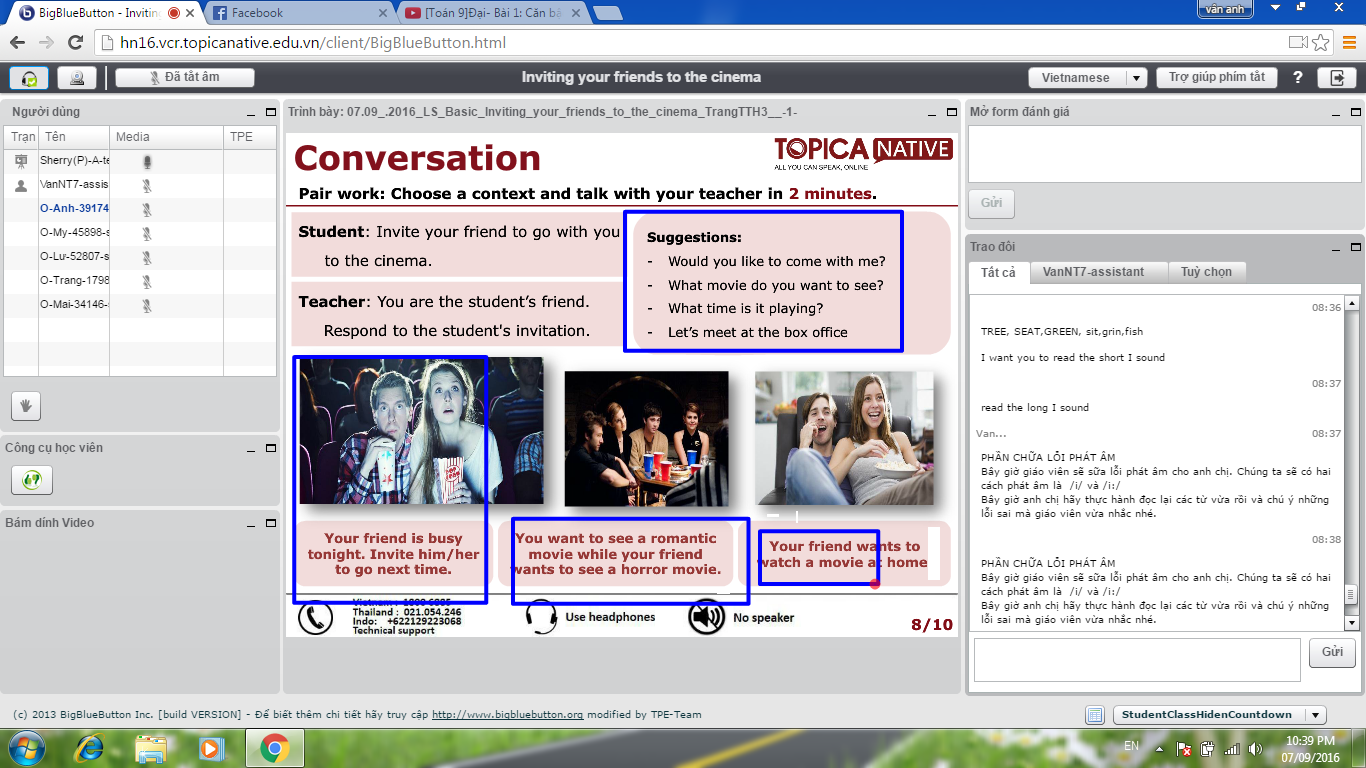 BigBlueButton - Inviting
Facebook
[Toán 9]Đại- Bài 1: Căn bậ
vân anh
hn16.vcr.topicanative.edu.vn/client/BigBlueButton.html
Đã tắt âm
Inviting your friends to the cinema
Vietnamese
Trợ giúp phím tắt
?
Người dùng
Trạn Tên Media TPE
Sherry(P)-A-te
VanNT7-assis
O-Anh-39174
O-My-45898-s
O-Lư-52807-s
O-Trang-1798
O-Mai-34146-s
Công cụ học viên
Bám dính Video
Trình bày: 07.09_.2016_LS_Basic_Inviting_your_friends_to_the_cinema_TrangTTH3__-1-
Conversation
TOPICA NATIVE
ALL YOU CAN SPEAK, ONLINE
Pair work: Choose a context and talk with your teacher in 2 minutes.
Student: Invite your friend to go with you
to the cinema.
Teacher: You are the student's friend.
Respond to the student's invitation.
Suggestions:
- Would you like to come with me?
- What movie do you want to see?
- What time is it playing?
- Let's meet at the box office
Your friend is busy
tonight. Invite him/her
to go next time.
You want to see a romantic
movie while your friend
wants to see a horror movie.
Your friend wants to
watch a movie at home
Thailand : 021.054.246
Indo: +622129223068
Technical support
Use headphones
No speaker
8/10
Mở form đánh giá
Gửi
Trao đổi
Tất cả
VanNT7-assistant
Tuỳ chọn
08:36
TREE, SEAT,GREEN, sit,grin,fish
I want you to read the short I sound
08:37
read the long I sound
Van... 08:37
PHẦN CHỮA LỖI PHÁT ÂM
Bây giờ giáo viên sẽ sữa lỗi phát âm cho anh chị. Chúng ta sẽ có hai
cách phát âm là /i/ và /i:/
Bây giờ anh chị hãy thực hành đọc lại các từ vừa rồi và chú ý những
lỗi sai mà giáo viên vừa nhắc nhé.
08:38
PHẦN CHỮA LỖI PHÁT ÂM
Bây giờ giáo viên sẽ sữa lỗi phát âm cho anh chị. Chúng ta sẽ có hai
cách phát âm là /i/ và /i:/
Bây giờ anh chị hãy thực hành đọc lại các từ vừa rồi và chú ý những
lỗi sai mà giáo viên vừa nhắc nhé.
Gửi
(c) 2013 BigBlueButton Inc. [build VERSION] - Để biết thêm chi tiết hãy truy cập http://www.bigbluebutton.org modified by TPE-Team
StudentClassHidenCountdown
EN
10:39 PM
07/09/2016